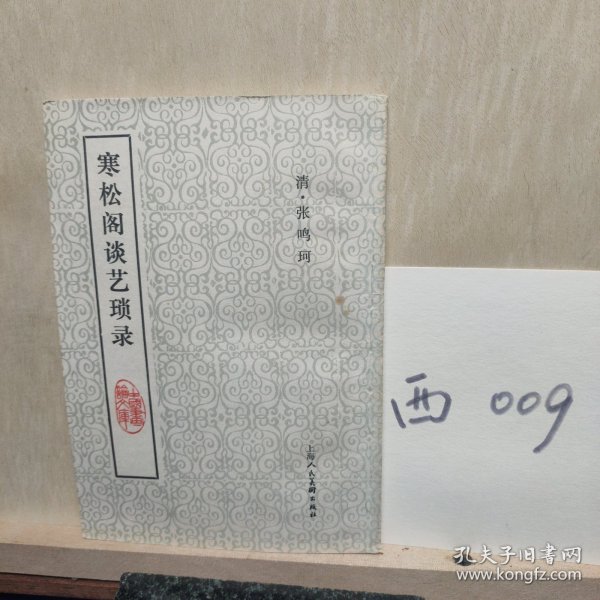 寒松阁谈艺琐录
清·张鸣珂
上海人民美术出版社
西 009
孔夫子旧书网
www.kongfz.com